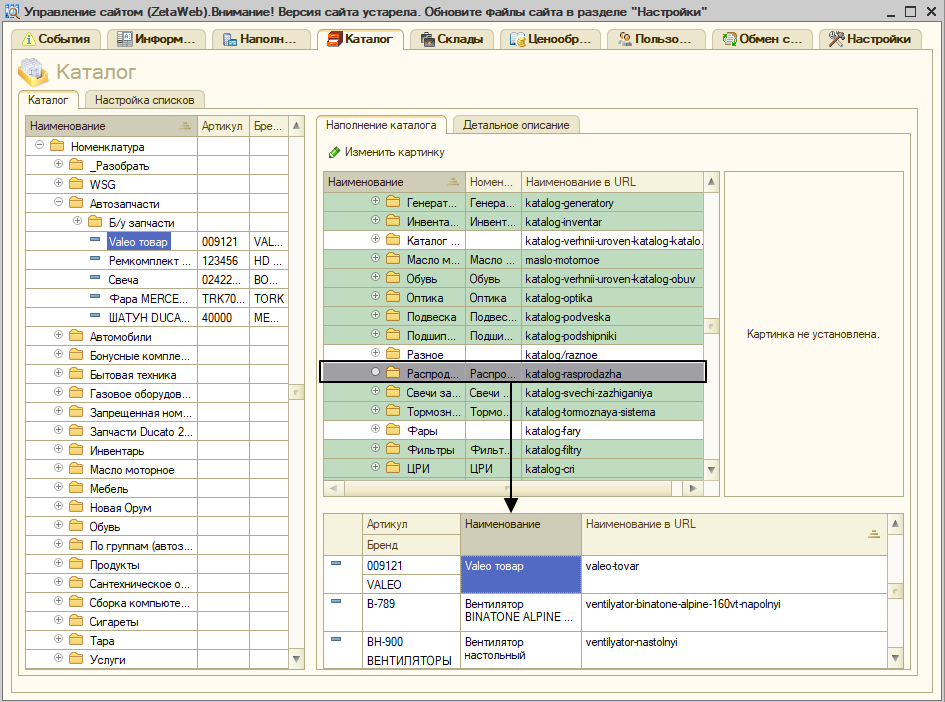 Управление сайтом (ZetaWeb).Внимание! Версия сайта устарела. Обновите файлы сайта в разделе "Настройки"
События Информ... Наполн... Каталог Склады Ценообр... Пользо... Обмен с... Настройки
Каталог
Каталог Настройка списков
Наименование Артикул Бре...
Номенклатура
_Разобрать
WSG
Автозапчасти
Б/у запчасти
Valeo товар 009121 VAL...
Ремкомплект ... 123456 HD ...
Свеча 02422... BO...
Фара MERCE... TRK70... TORK
ШАТУН DUCA... 40000 ME...
Автомобили
Бонусные компле...
Бытовая техника
Газовое оборудов...
Запрещенная ном...
Запчасти Ducato 2...
Инвентарь
Масло моторное
Мебель
Новая Орум
Обувь
По группам (автоз...
Продукты
Сантехническое о...
Сборка компьюте...
Сигареты
Тара
Услуги
Наполнение каталога Детальное описание
Изменить картинку
Наименование Номен... Наименование в URL
Генерат... Генера... katalog-generatory
Инвента... Инвент... katalog-inventar
Каталог ... katalog-verhnii-uroven-katalog-katalo.
Масло м... Масло ... maslo-motornoe
Обувь Обувь katalog-verhnii-uroven-katalog-obuv
Оптика Оптика katalog-optika
Подвеска Подвес... katalog-podveska
Подшип... Подши... katalog-podshipniki
Разное katalog/raznoe
Распрод... Распро... katalog-rasprodazha
Свечи за... Свечи ... katalog-svechi-zazhiganiya
Тормозн... Тормо... katalog-tormoznaya-sistema
Фары katalog-fary
Фильтры Фильт... katalog-filtry
ЦРИ ЦРИ katalog-cri
Картинка не установлена.
Артикул Наименование Наименование в URL
Бренд
009121 Valeo товар valeo-tovar
VALEO
B-789 Вентилятор ventilyator-binatone-alpine-160vt-napolnyi
BINATONE ALPINE ...
BH-900 Вентилятор ventilyator-nastolnyi
ВЕНТИЛЯТОРЫ настольный